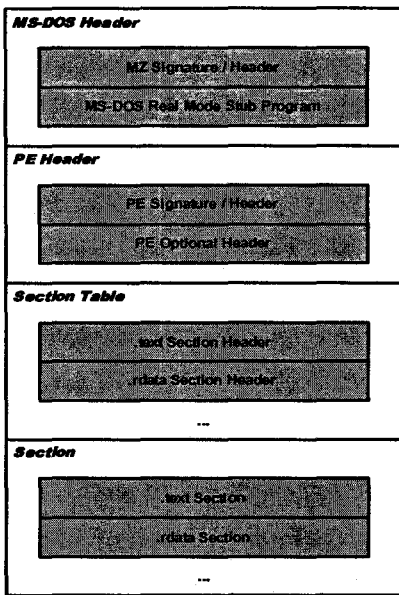 MS-DOS Header
MZ Signature / Header
MS-DOS Real Mode Stub Program
PE Header
PE Signature / Header
PE Optional Header
Section Table
.text Section Header
.rdata Section Header
...
Section
.text Section
.rdata Section
...